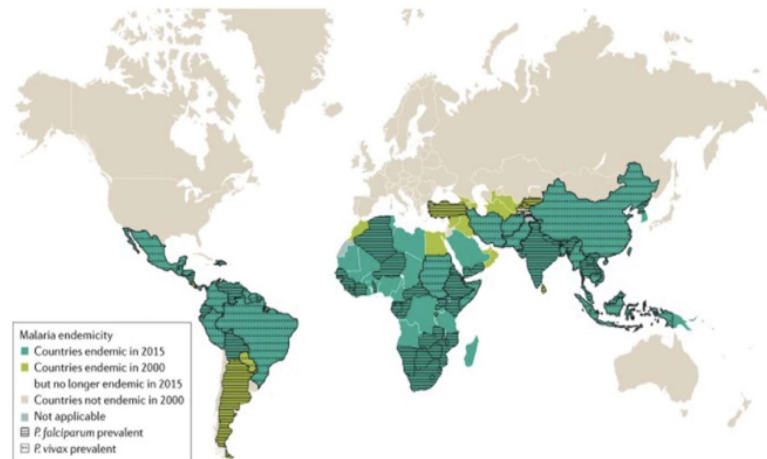 Malaria endemicity
Countries endemic in 2015
Countries endemic in 2000
but no longer endemic in 2015
Countries not endemic in 2000
Not applicable
P. falciparum prevalent
P. vivax prevalent